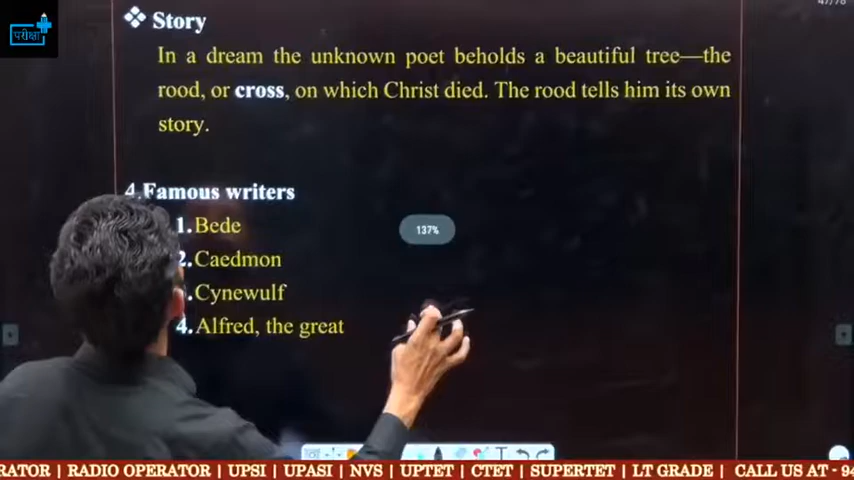 47/78
परीक्षा
❖ Story
In a dream the unknown poet beholds a beautiful tree—the
rood, or cross, on which Christ died. The rood tells him its own
story.
4.Famous writers
1.Bede
2.Caedmon
.Cynewulf
4.Alfred, the great
137%
RATOR | RADIO OPERATOR | UPSI | UPASI | NVS | UPTET | CTET | SUPERTET | LT GRADE | CALL US AT - 94